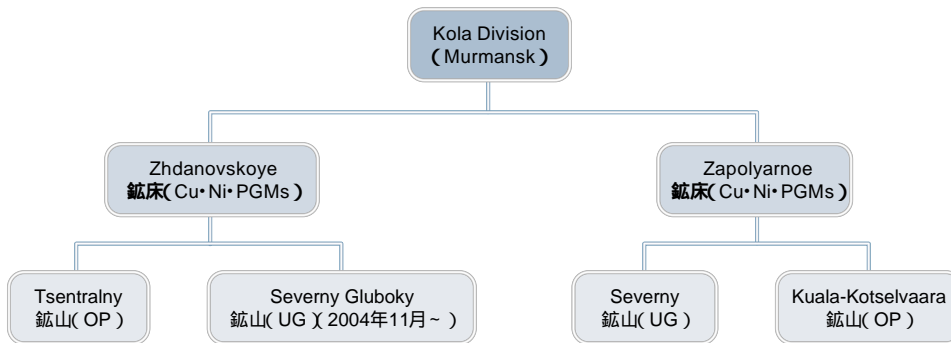 Kola Division
(Murmansk)
Zhdanovskoye
鉱床(Cu・Ni・PGMs)
Zapolyarnoe
鉱床(Cu・Ni・PGMs)
Tsentralny
鉱山(OP)
Severny Gluboky
鉱山(UG)(2004年11月~)
Severny
鉱山(UG)
Kuala-Kotselvaara
鉱山(OP)